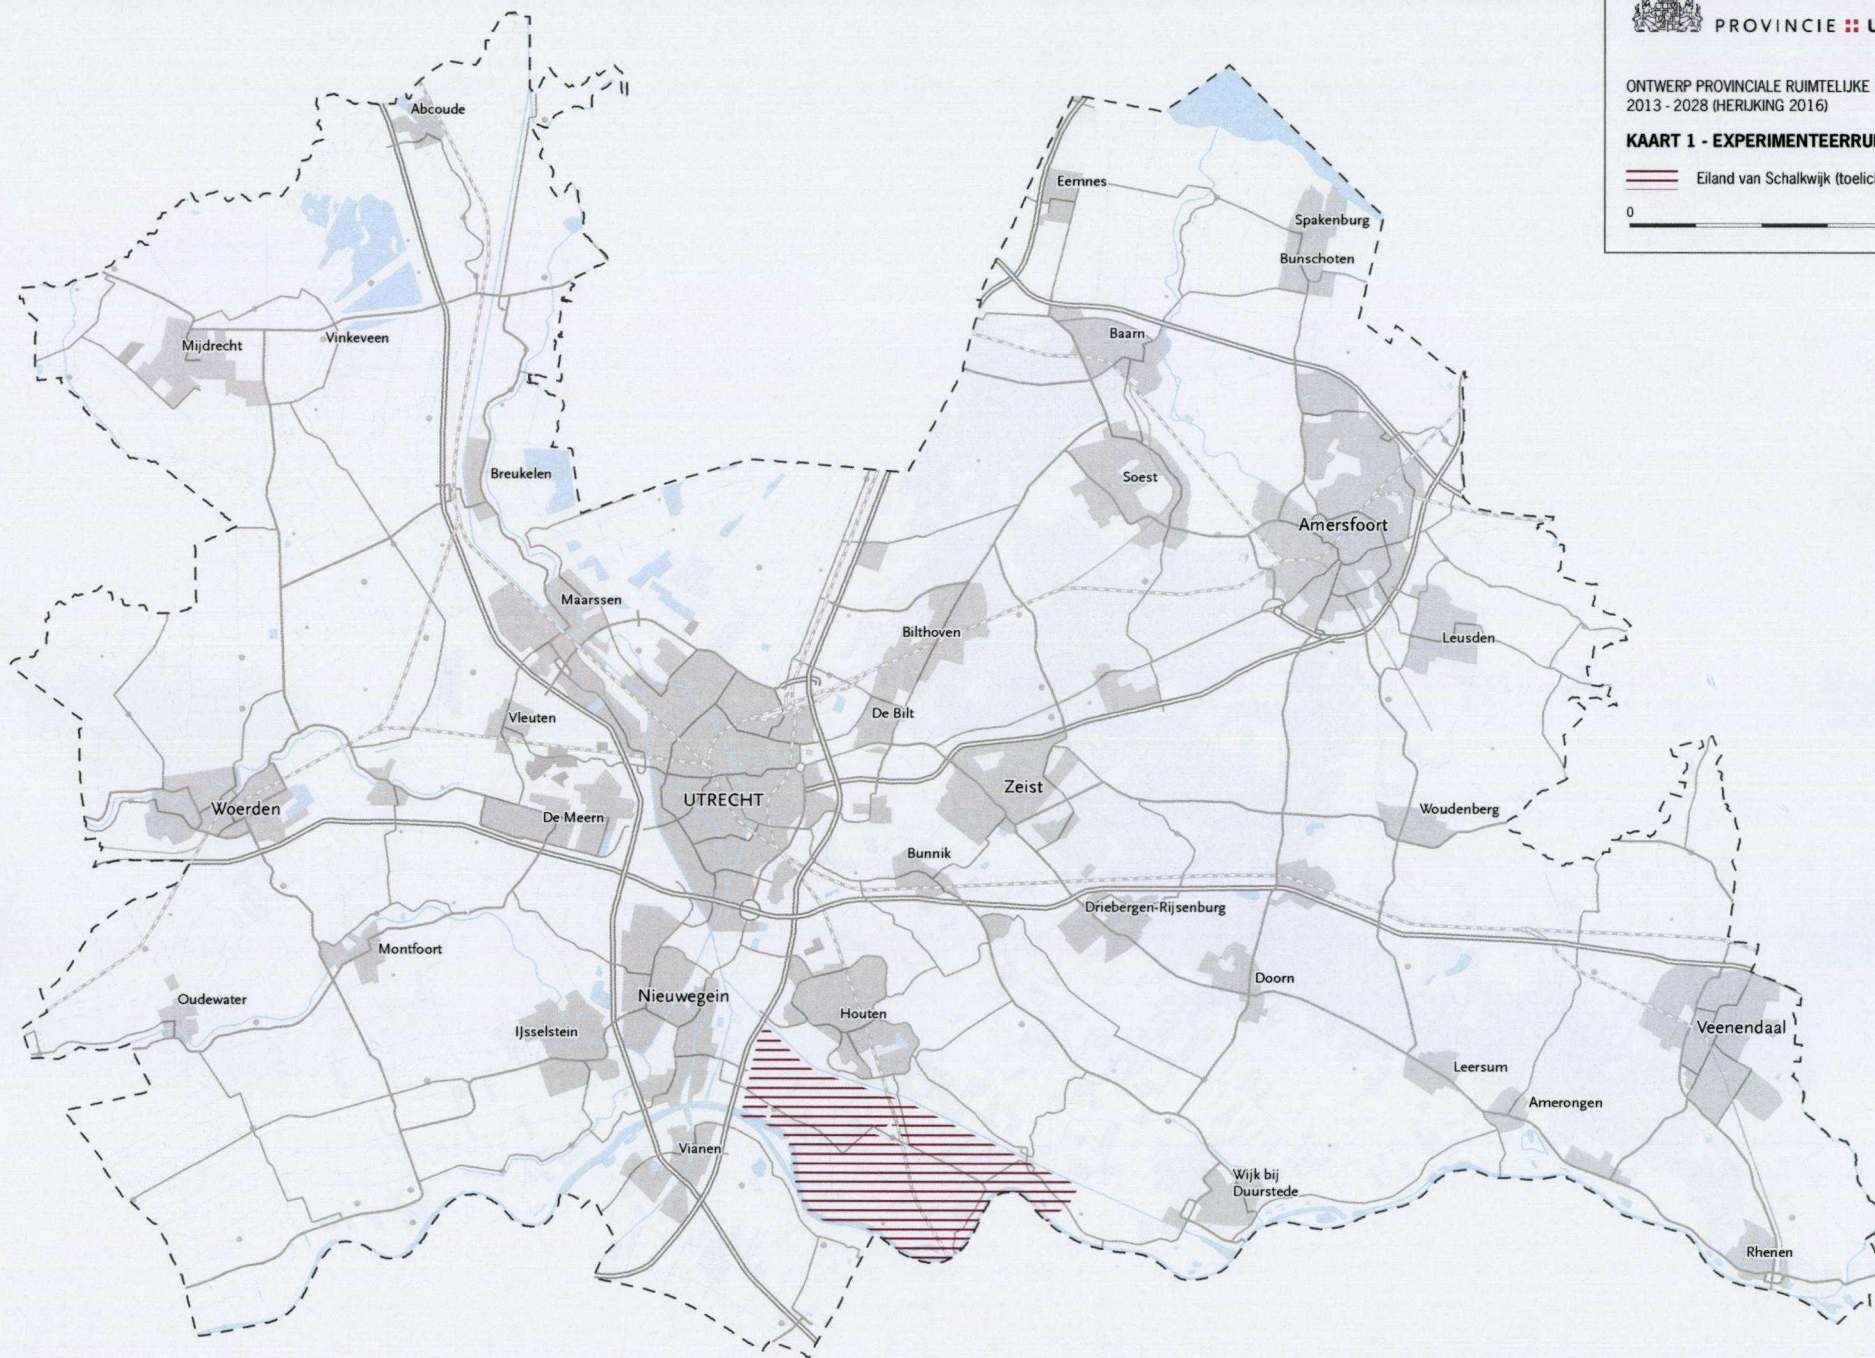 PROVINCIE
ONTWERP PROVINCIALE RUIMTELIJKE
2013 - 2028 (HERIJKING 2016)
KAART 1 -
Eiland van Schalkwijk
0
Abcoude
Eemnes
Spakenburg
Bunschoten
Mijdrecht
Vinkeveen
Baarn
Breukelen
Soest
Amersfoort
Maarssen
Bilthoven
Leusden
Vleuten
De Bilt
Woerden
De Meern
UTRECHT
Zeist
Woudenberg
Bunnik
Driebergen-Rijsenburg
Montfoort
Oudewater
IJsselstein
Nieuwegein
Houten
Doorn
Veenendaal
Leersum
Amerongen
Vianen
Wijk bij
Duurstede
Rhenen